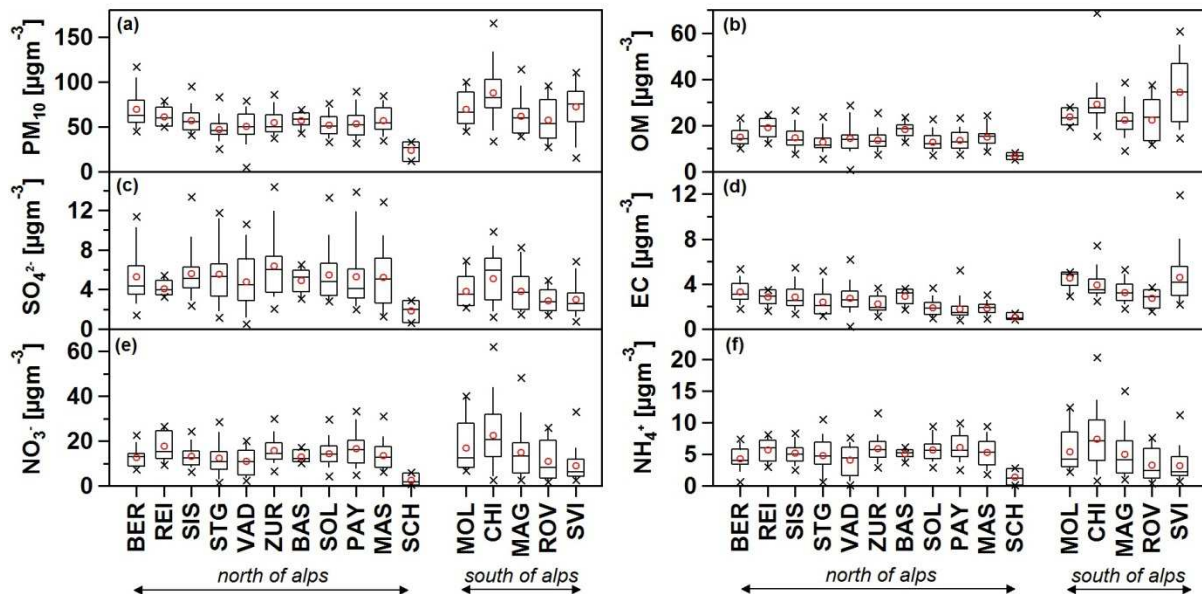 (a)
PM₁₀ [µgm⁻³]
150
100
50
0
(b)
OM [µgm⁻³]
60
40
20
0
(c)
SO₄²⁻ [µgm⁻³]
12
8
4
0
(d)
EC [µgm⁻³]
12
8
4
0
(e)
NO₃⁻ [µgm⁻³]
60
40
20
0
(f)
NH₄⁺ [µgm⁻³]
20
15
10
5
0
BER REI SIS STG VAD ZUR BAS SOL PAY MAS SCH MOL CHI MAG ROV SVI
north of alps south of alps
BER REI SIS STG VAD ZUR BAS SOL PAY MAS SCH MOL CHI MAG ROV SVI
north of alps south of alps